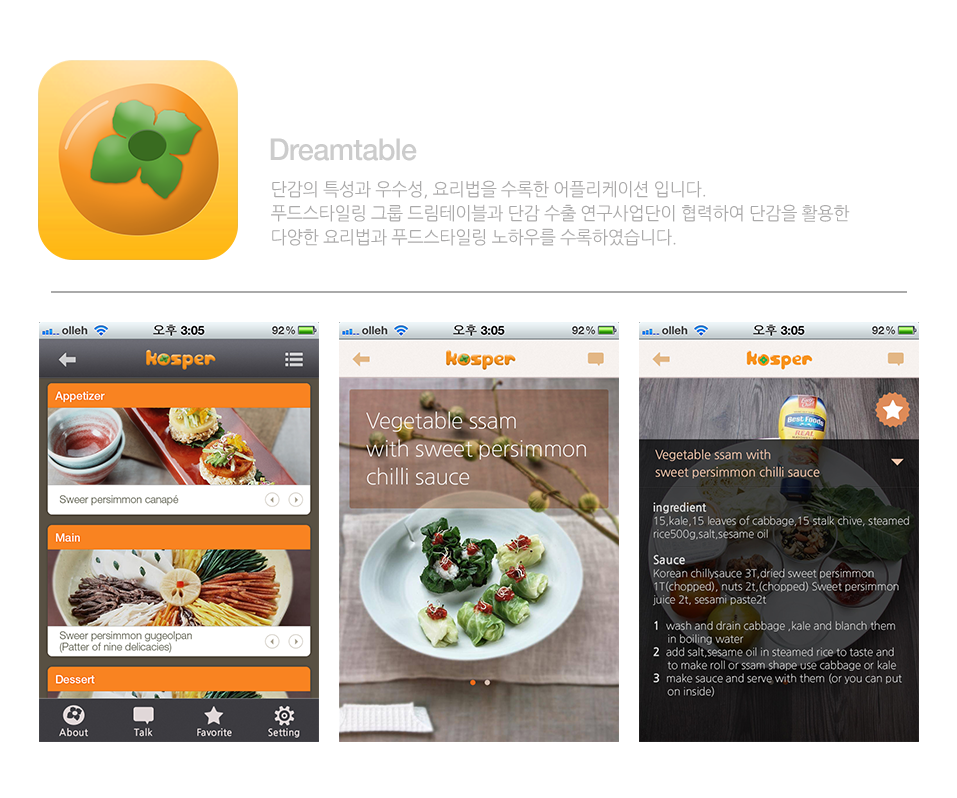 Dreamtable
단감의 특성과 우수성, 요리법을 수록한 어플리케이션 입니다.
푸드스타일링 그룹 드림테이블과 단감 수출 연구사업단이 협력하여 단감을 활용한
다양한 요리법과 푸드스타일링 노하우를 수록하였습니다.
olleh 오후 3:05 92%
kosper
Appetizer
Sweer persimmon canapé
Main
Sweer persimmon gugeolpan
(Patter of nine delicacies)
Dessert
About Talk Favorite Setting
olleh 오후 3:05 92%
kosper
Vegetable ssam
with sweet persimmon
chilli sauce
olleh 오후 3:05 92%
kosper
Best Foods
REAL
Vegetable ssam with
sweet persimmon chilli sauce
ingredient
15,kale,15 leaves of cabbage,15 stalk chive, steamed
rice500g,salt,sesame oil
Sauce
Korean chillysauce 3T,dried sweet persimmon
1T(chopped), nuts 2t,(chopped) Sweet persimmon
juice 2t, sesami paste2t
1 wash and drain cabbage ,kale and blanch them
in boiling water
2 add salt,sesame oil in steamed rice to taste and
to make roll or ssam shape use cabbage or kale
3 make sauce and serve with them (or you can put
on inside)